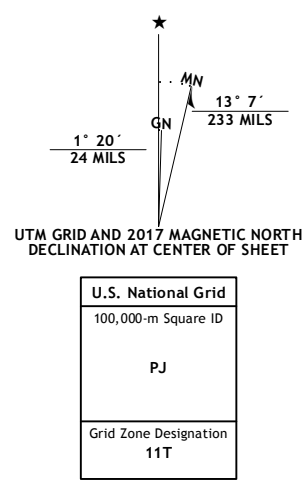 ★
MN
GN
13° 7´
233 MILS
1° 20´
24 MILS
UTM GRID AND 2017 MAGNETIC NORTH
DECLINATION AT CENTER OF SHEET
U.S. National Grid
100,000-m Square ID
PJ
Grid Zone Designation
11T